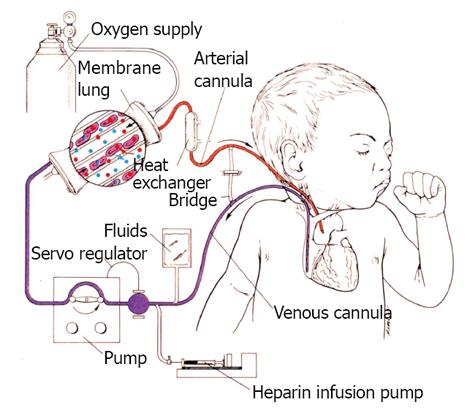 Oxygen supply
Arterial
cannula
Membrane
lung
Heat
exchanger
Bridge
Fluids
Servo regulator
Venous cannula
Pump
Heparin infusion pump